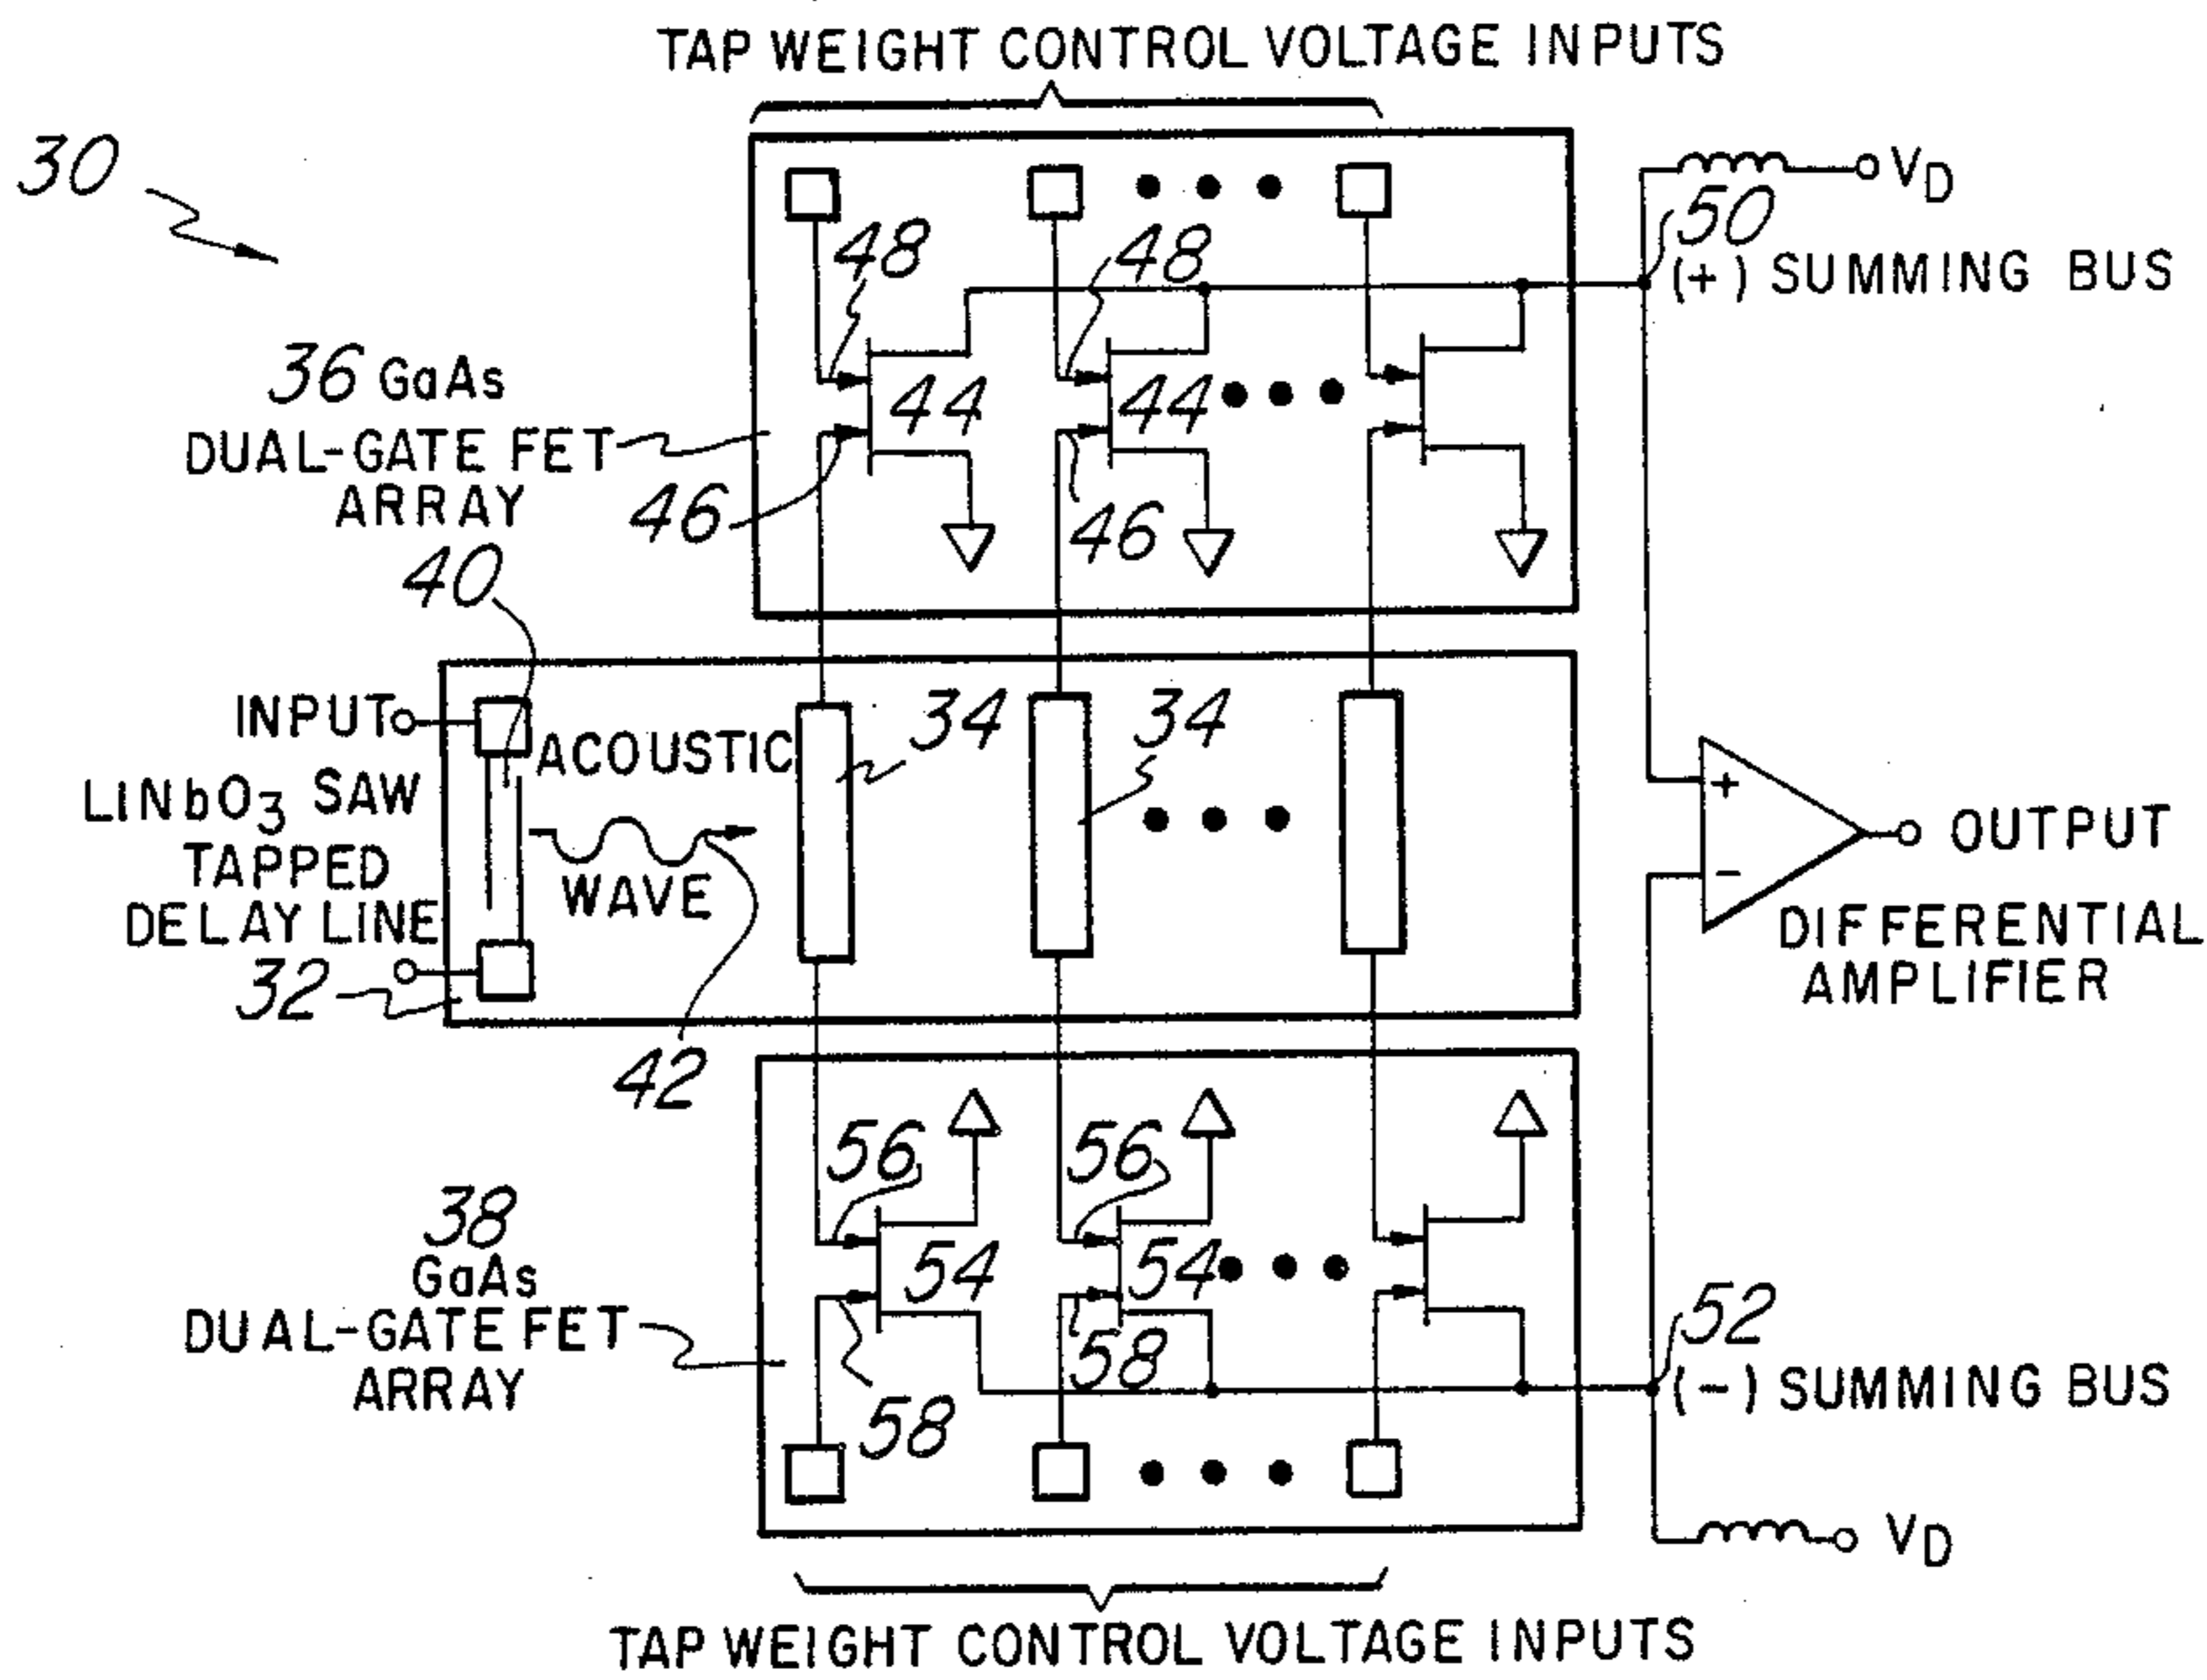 TAP WEIGHT CONTROL VOLTAGE INPUTS
30
VD
50
(+) SUMMING BUS
48
48
36 GaAs
DUAL-GATE FET
ARRAY
44
44
46
46
40
INPUT
ACOUSTIC
WAVE
34
34
LINbO3 SAW
TAPPED
DELAY LINE
32
42
+
-
OUTPUT
DIFFERENTIAL
AMPLIFIER
56
56
38
GaAs
DUAL-GATE FET
ARRAY
54
54
58
58
52
(-) SUMMING BUS
VD
TAP WEIGHT CONTROL VOLTAGE INPUTS